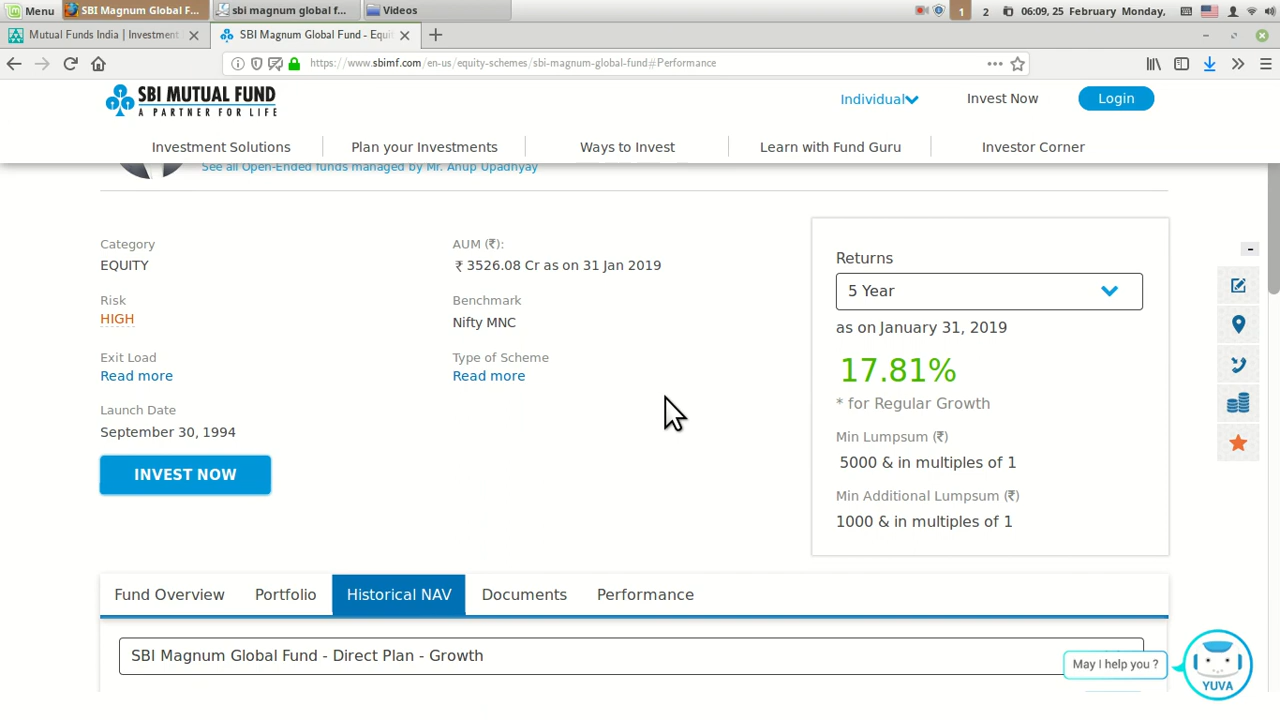 Menu
SBI Magnum Global F...
sbi magnum global f...
Videos
1
2
06:09, 25 February Monday,
Mutual Funds India | Investment
SBI Magnum Global Fund - Equi
https://www.sbimf.com/en-us/equity-schemes/sbi-magnum-global-fund#Performance
SBI MUTUAL FUND
A PARTNER FOR LIFE
Individual
Invest Now
Login
Investment Solutions
Plan your Investments
Ways to Invest
Learn with Fund Guru
Investor Corner
See all Open-Ended funds managed by Mr. Anup Upadhyay
Category
EQUITY
AUM (₹):
₹ 3526.08 Cr as on 31 Jan 2019
Risk
HIGH
Benchmark
Nifty MNC
Exit Load
Read more
Type of Scheme
Read more
Launch Date
September 30, 1994
INVEST NOW
Returns
5 Year
as on January 31, 2019
17.81%
* for Regular Growth
Min Lumpsum (₹)
5000 & in multiples of 1
Min Additional Lumpsum (₹)
1000 & in multiples of 1
Fund Overview
Portfolio
Historical NAV
Documents
Performance
SBI Magnum Global Fund - Direct Plan - Growth
May I help you ?
YUVA